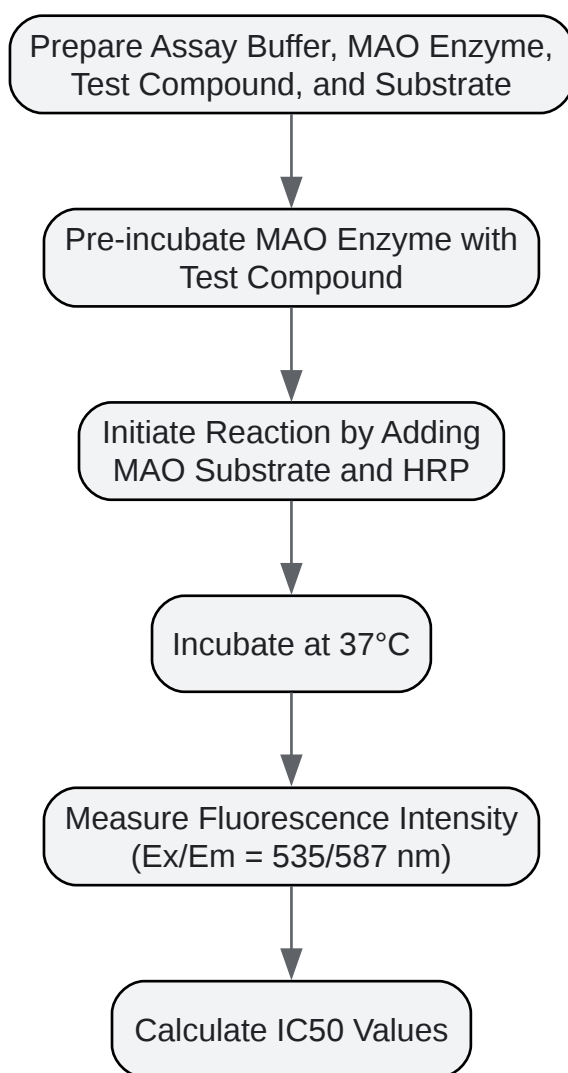 Prepare Assay Buffer, MAO Enzyme,
Test Compound, and Substrate
Pre-incubate MAO Enzyme with
Test Compound
Initiate Reaction by Adding
MAO Substrate and HRP
Incubate at 37°C
Measure Fluorescence Intensity
(Ex/Em = 535/587 nm)
Calculate IC50 Values